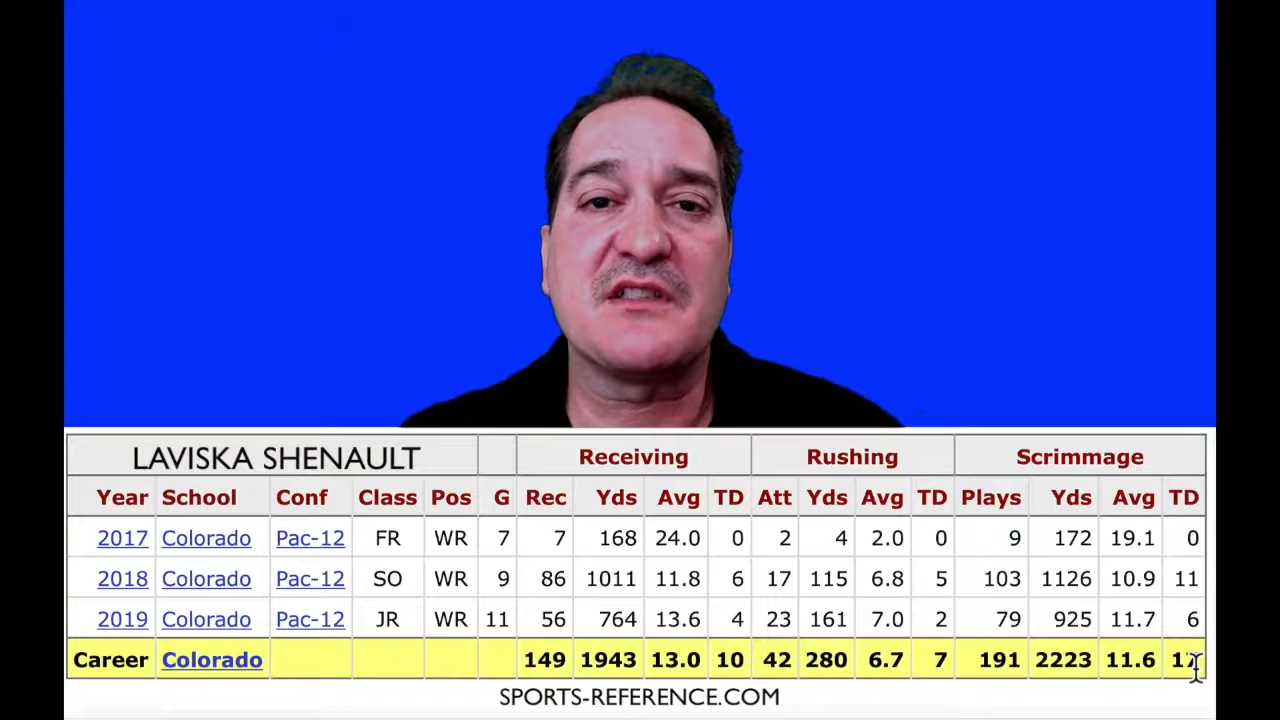 LAVISKA SHENAULT Receiving Rushing Scrimmage
Year School Conf Class Pos G Rec Yds Avg TD Att Yds Avg TD Plays Yds Avg TD
2017 Colorado Pac-12 FR WR 7 7 168 24.0 0 2 4 2.0 0 9 172 19.1 0
2018 Colorado Pac-12 SO WR 9 86 1011 11.8 6 17 115 6.8 5 103 1126 10.9 11
2019 Colorado Pac-12 JR WR 11 56 764 13.6 4 23 161 7.0 2 79 925 11.7 6
Career Colorado 149 1943 13.0 10 42 280 6.7 7 191 2223 11.6 17
SPORTS-REFERENCE.COM